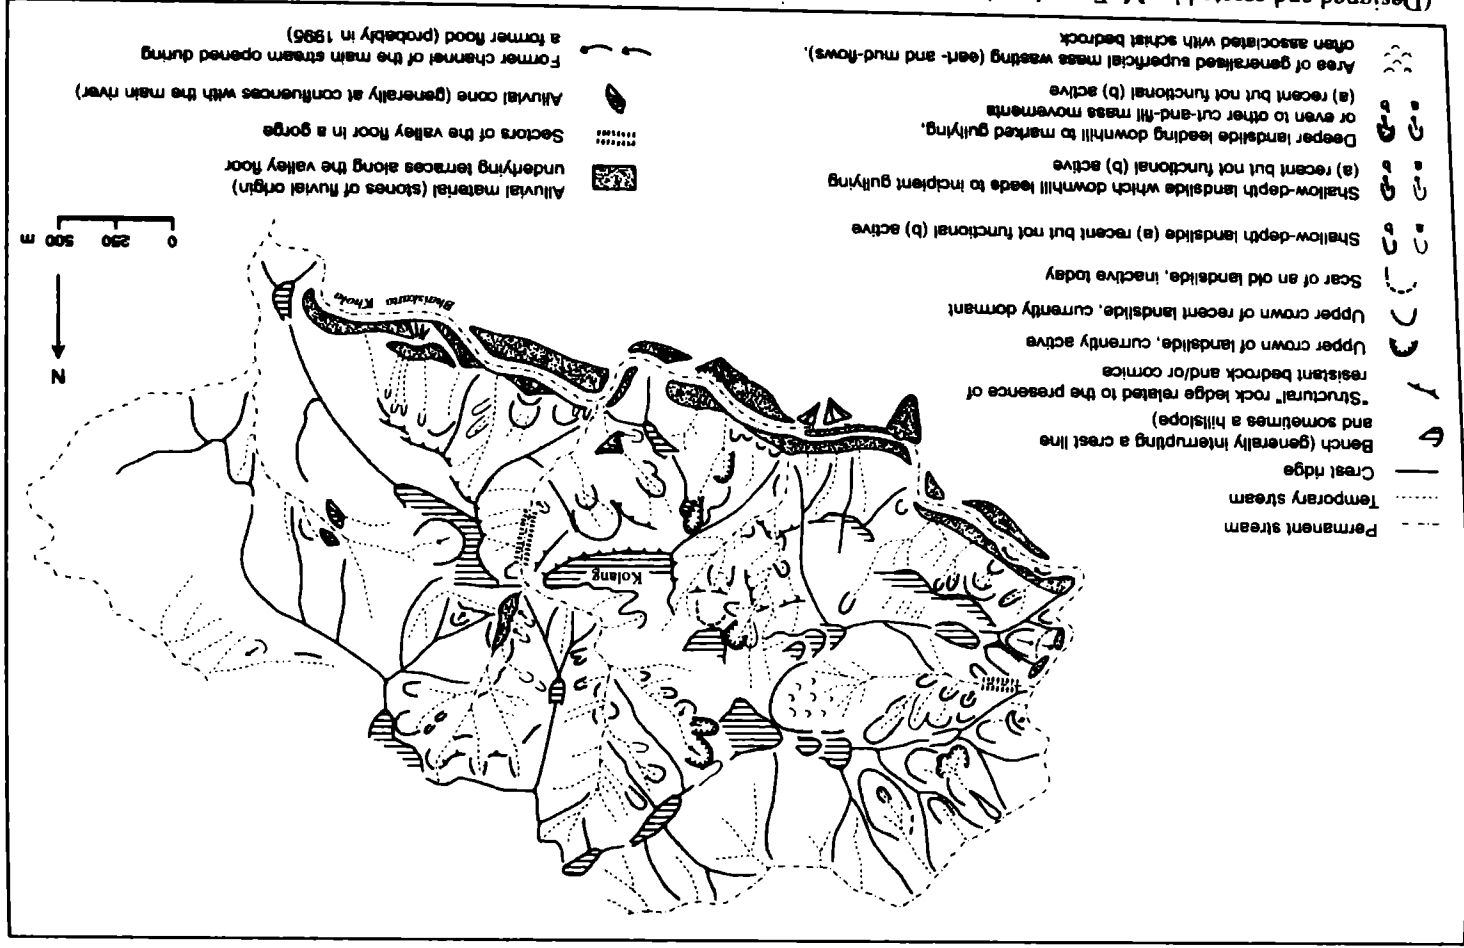 Kolang
Bhaiskuta Khola
N
0 250 500 m
Permanent stream
Temporary stream
Crest ridge
Bench (generally interrupting a crest line
and sometimes a hillslope)
"Structural" rock ledge related to the presence of
resistant bedrock and/or cornice
Upper crown of landslide, currently active
Upper crown of recent landslide, currently dormant
Scar of an old landslide, inactive today
a b
Shallow-depth landslide (a) recent but not functional (b) active
a b
Shallow-depth landslide which downhill leads to incipient gullying
(a) recent but not functional (b) active
a b
Deeper landslide leading downhill to marked gullying,
or even to other cut-and-fill mass movements
(a) recent but not functional (b) active
Area of generalised superficial mass wasting (eart- and mud-flows),
often associated with schist bedrock
Alluvial material (stones of fluvial origin)
underlying terraces along the valley floor
Sectors of the valley floor in a gorge
Alluvial cone (generally at confluences with the main river)
Former channel of the main stream opened during
a former flood (probably in 1995)
(Designed and created by M.